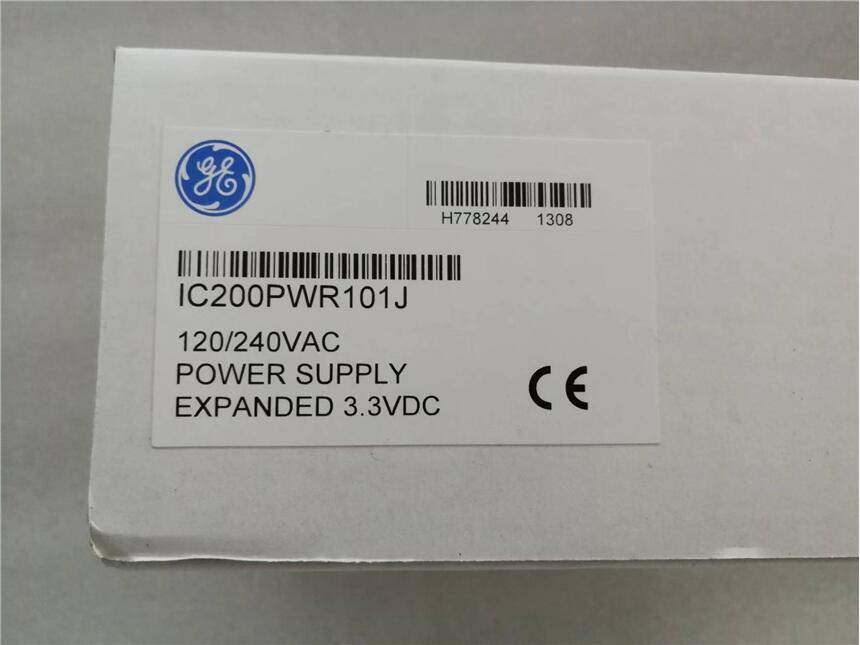 GE
H778244 1308
IC200PWR101J
120/240VAC
POWER SUPPLY
EXPANDED 3.3VDC
CE